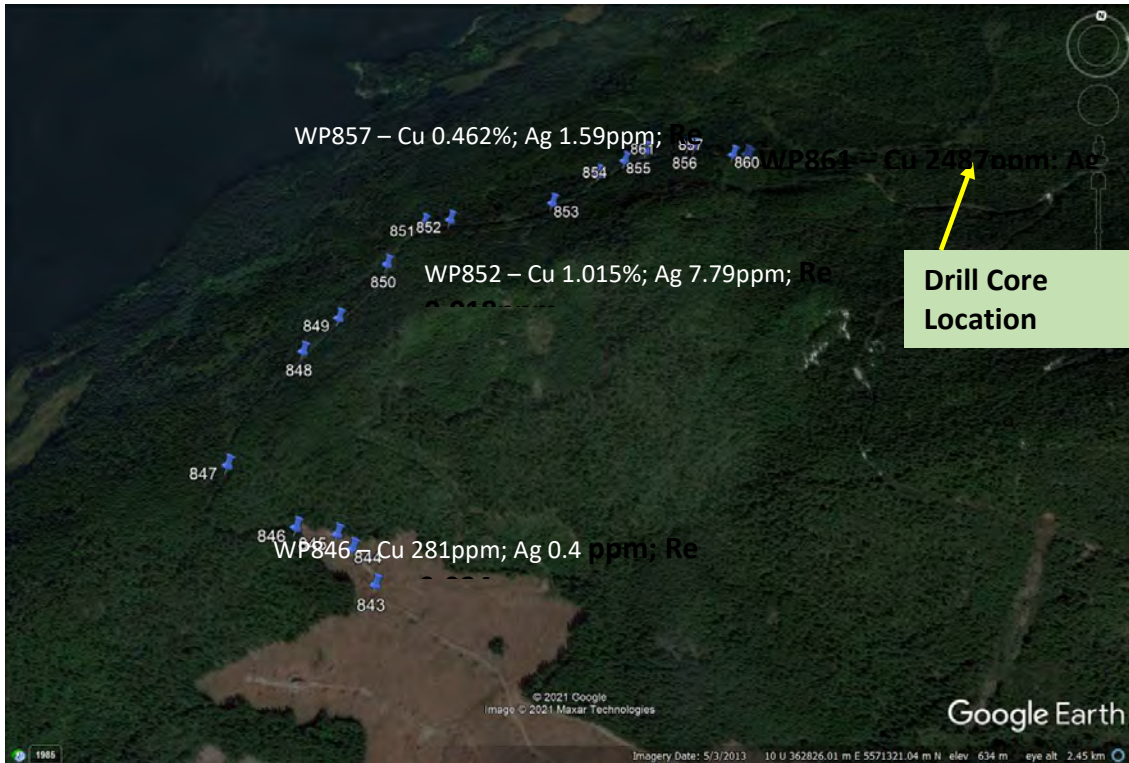 N
WP857 – Cu 0.462%; Ag 1.59ppm; Re
861
857
854
855
856
860
WP861 – Cu 2487ppm; Ag
853
851
852
850
WP852 – Cu 1.015%; Ag 7.79ppm; Re
Drill Core
Location
849
848
847
846
845
WP846 – Cu 281ppm; Ag 0.4 ppm; Re
844
843
© 2021 Google
Image © 2021 Maxar Technologies
Google Earth
1985
Imagery Date: 5/3/2013 10 U 362826.01 m E 5571321.04 m N elev 634 m eye alt 2.45 km